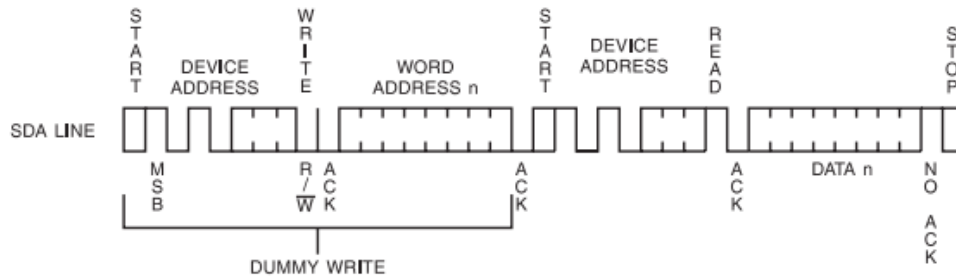 START
DEVICE
ADDRESS
WRITE
WORD
ADDRESS n
START
DEVICE
ADDRESS
READ
STOP
SDA LINE
MSB
R/W̅
ACK
ACK
ACK
DATA n
NO ACK
DUMMY WRITE